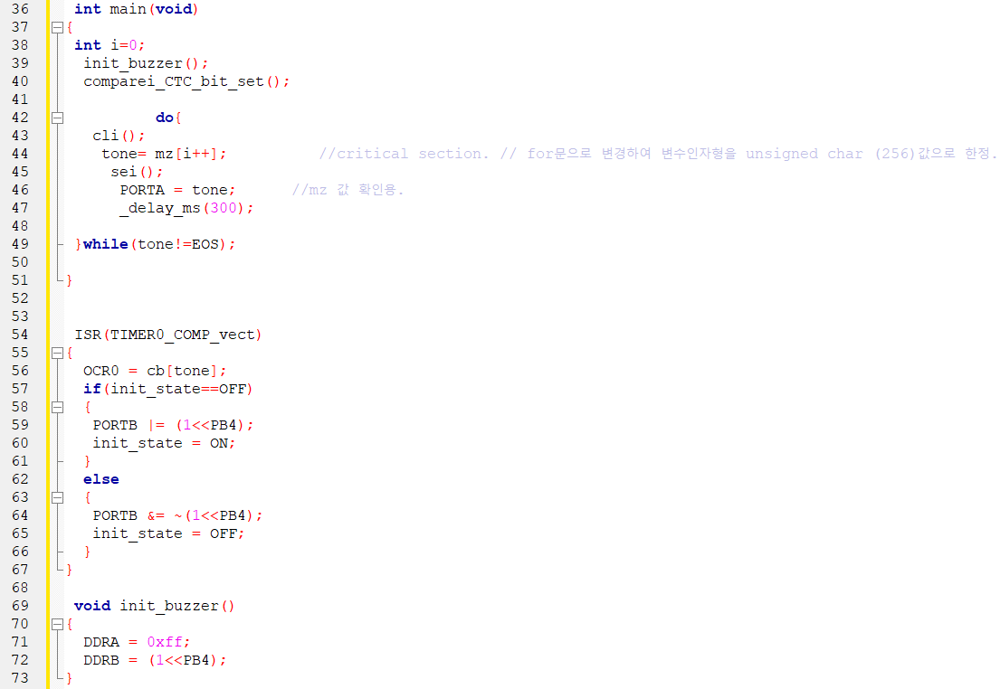 36 int main(void)
37 {
38 int i=0;
39 init_buzzer();
40 comparei_CTC_bit_set();
41
42 do{
43 cli();
44 tone= mz[i++]; //critical section. // for문으로 변경하여 변수인자형을 unsigned char (256)값으로 한정.
45 sei();
46 PORTA = tone; //mz 값 확인용.
47 _delay_ms(300);
48
49 }while(tone!=EOS);
50
51 }
52
53
54 ISR(TIMER0_COMP_vect)
55 {
56 OCR0 = cb[tone];
57 if(init_state==OFF)
58 {
59 PORTB |= (1<<PB4);
60 init_state = ON;
61 }
62 else
63 {
64 PORTB &= ~(1<<PB4);
65 init_state = OFF;
66 }
67 }
68
69 void init_buzzer()
70 {
71 DDRA = 0xff;
72 DDRB = (1<<PB4);
73 }